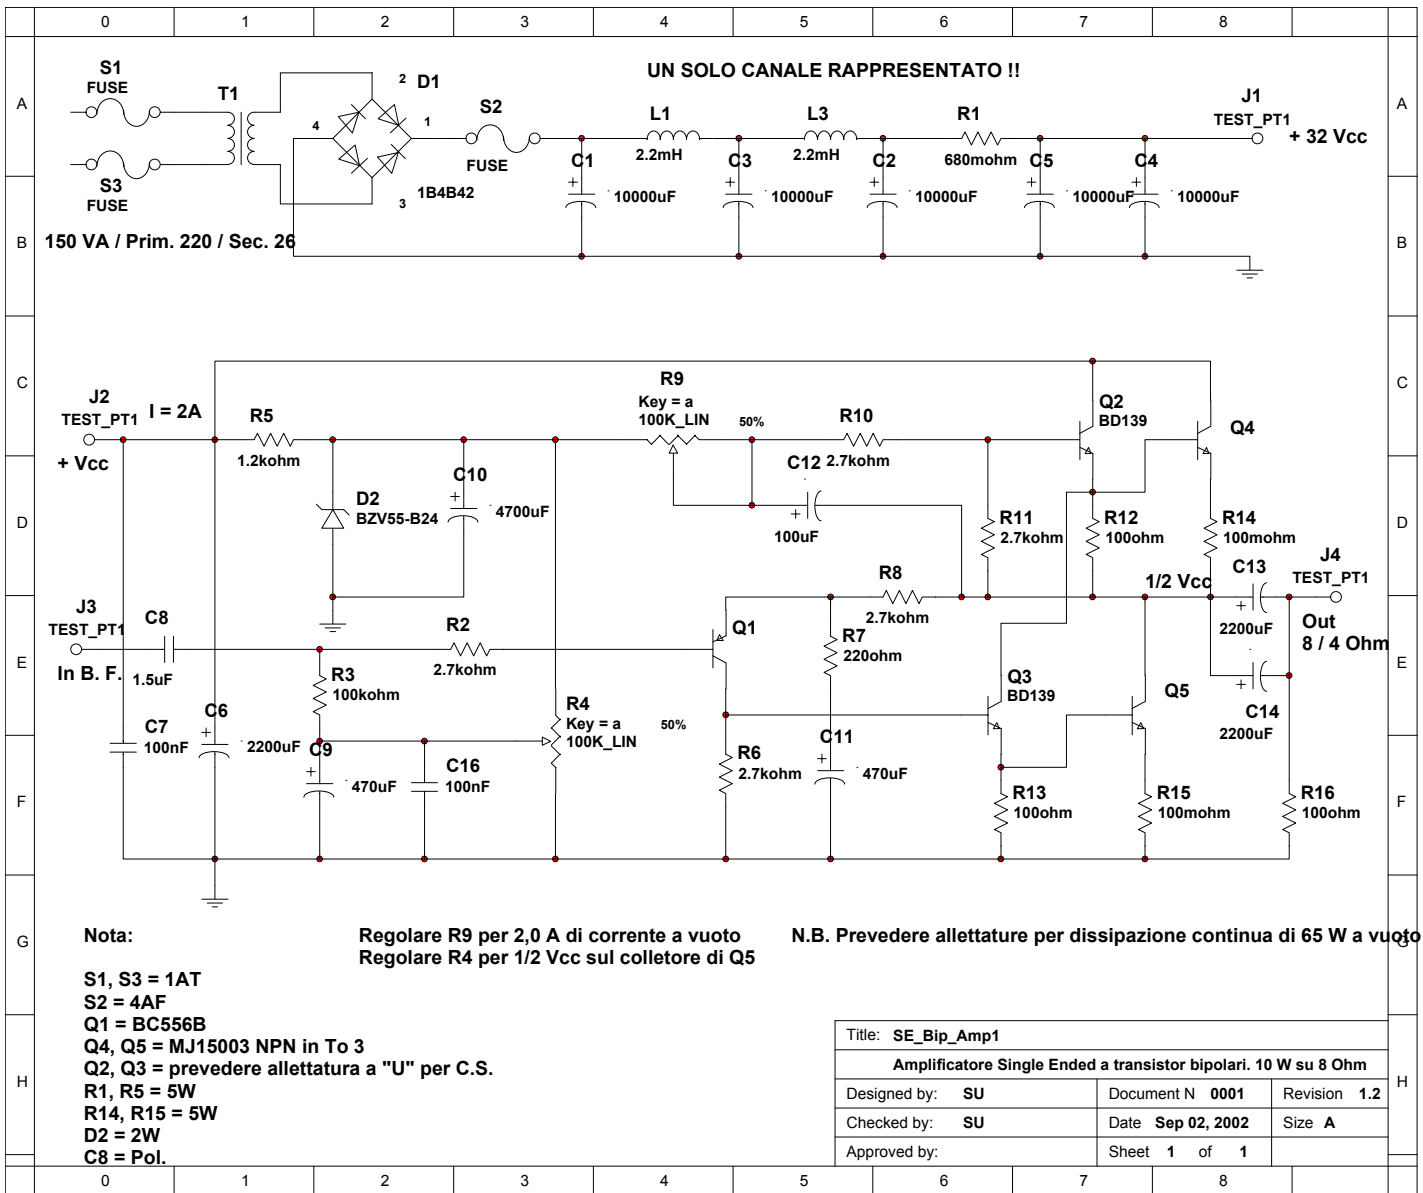 0 1 2 3 4 5 6 7 8
A A
B B
C C
D D
E E
F F
G G
H H
UN SOLO CANALE RAPPRESENTATO !!
S1
FUSE
S3
FUSE
T1
2 D1
4
1
3
1B4B42
S2
FUSE
C1
10000uF
L1
2.2mH
C3
10000uF
L3
2.2mH
C2
10000uF
R1
680mohm
C5
10000uF
C4
10000uF
J1
TEST_PT1
+ 32 Vcc
150 VA / Prim. 220 / Sec. 26
J2
TEST_PT1
+ Vcc
I = 2A
R5
1.2kohm
D2
BZV55-B24
C10
4700uF
R9
Key = a
100K_LIN
50%
R10
2.7kohm
C12
100uF
Q2
BD139
Q4
R11
2.7kohm
R12
100ohm
R14
100mohm
1/2 Vcc
C13
2200uF
J4
TEST_PT1
Out
8 / 4 Ohm
J3
TEST_PT1
In B. F.
C8
1.5uF
R2
2.7kohm
R3
100kohm
R4
Key = a
100K_LIN
50%
Q1
R8
2.7kohm
R7
220ohm
Q3
BD139
Q5
C14
2200uF
C7
100nF
C6
2200uF
C9
470uF
C16
100nF
R6
2.7kohm
C11
470uF
R13
100ohm
R15
100mohm
R16
100ohm
Nota:
S1, S3 = 1AT
S2 = 4AF
Q1 = BC556B
Q4, Q5 = MJ15003 NPN in To 3
Q2, Q3 = prevedere allettatura a "U" per C.S.
R1, R5 = 5W
R14, R15 = 5W
D2 = 2W
C8 = Pol.
Regolare R9 per 2,0 A di corrente a vuoto
Regolare R4 per 1/2 Vcc sul colletore di Q5
N.B. Prevedere allettature per dissipazione continua di 65 W a vuoto
Title: SE_Bip_Amp1
Amplificatore Single Ended a transistor bipolari. 10 W su 8 Ohm
Designed by: SU Document N 0001 Revision 1.2
Checked by: SU Date Sep 02, 2002 Size A
Approved by: Sheet 1 of 1
0 1 2 3 4 5 6 7 8